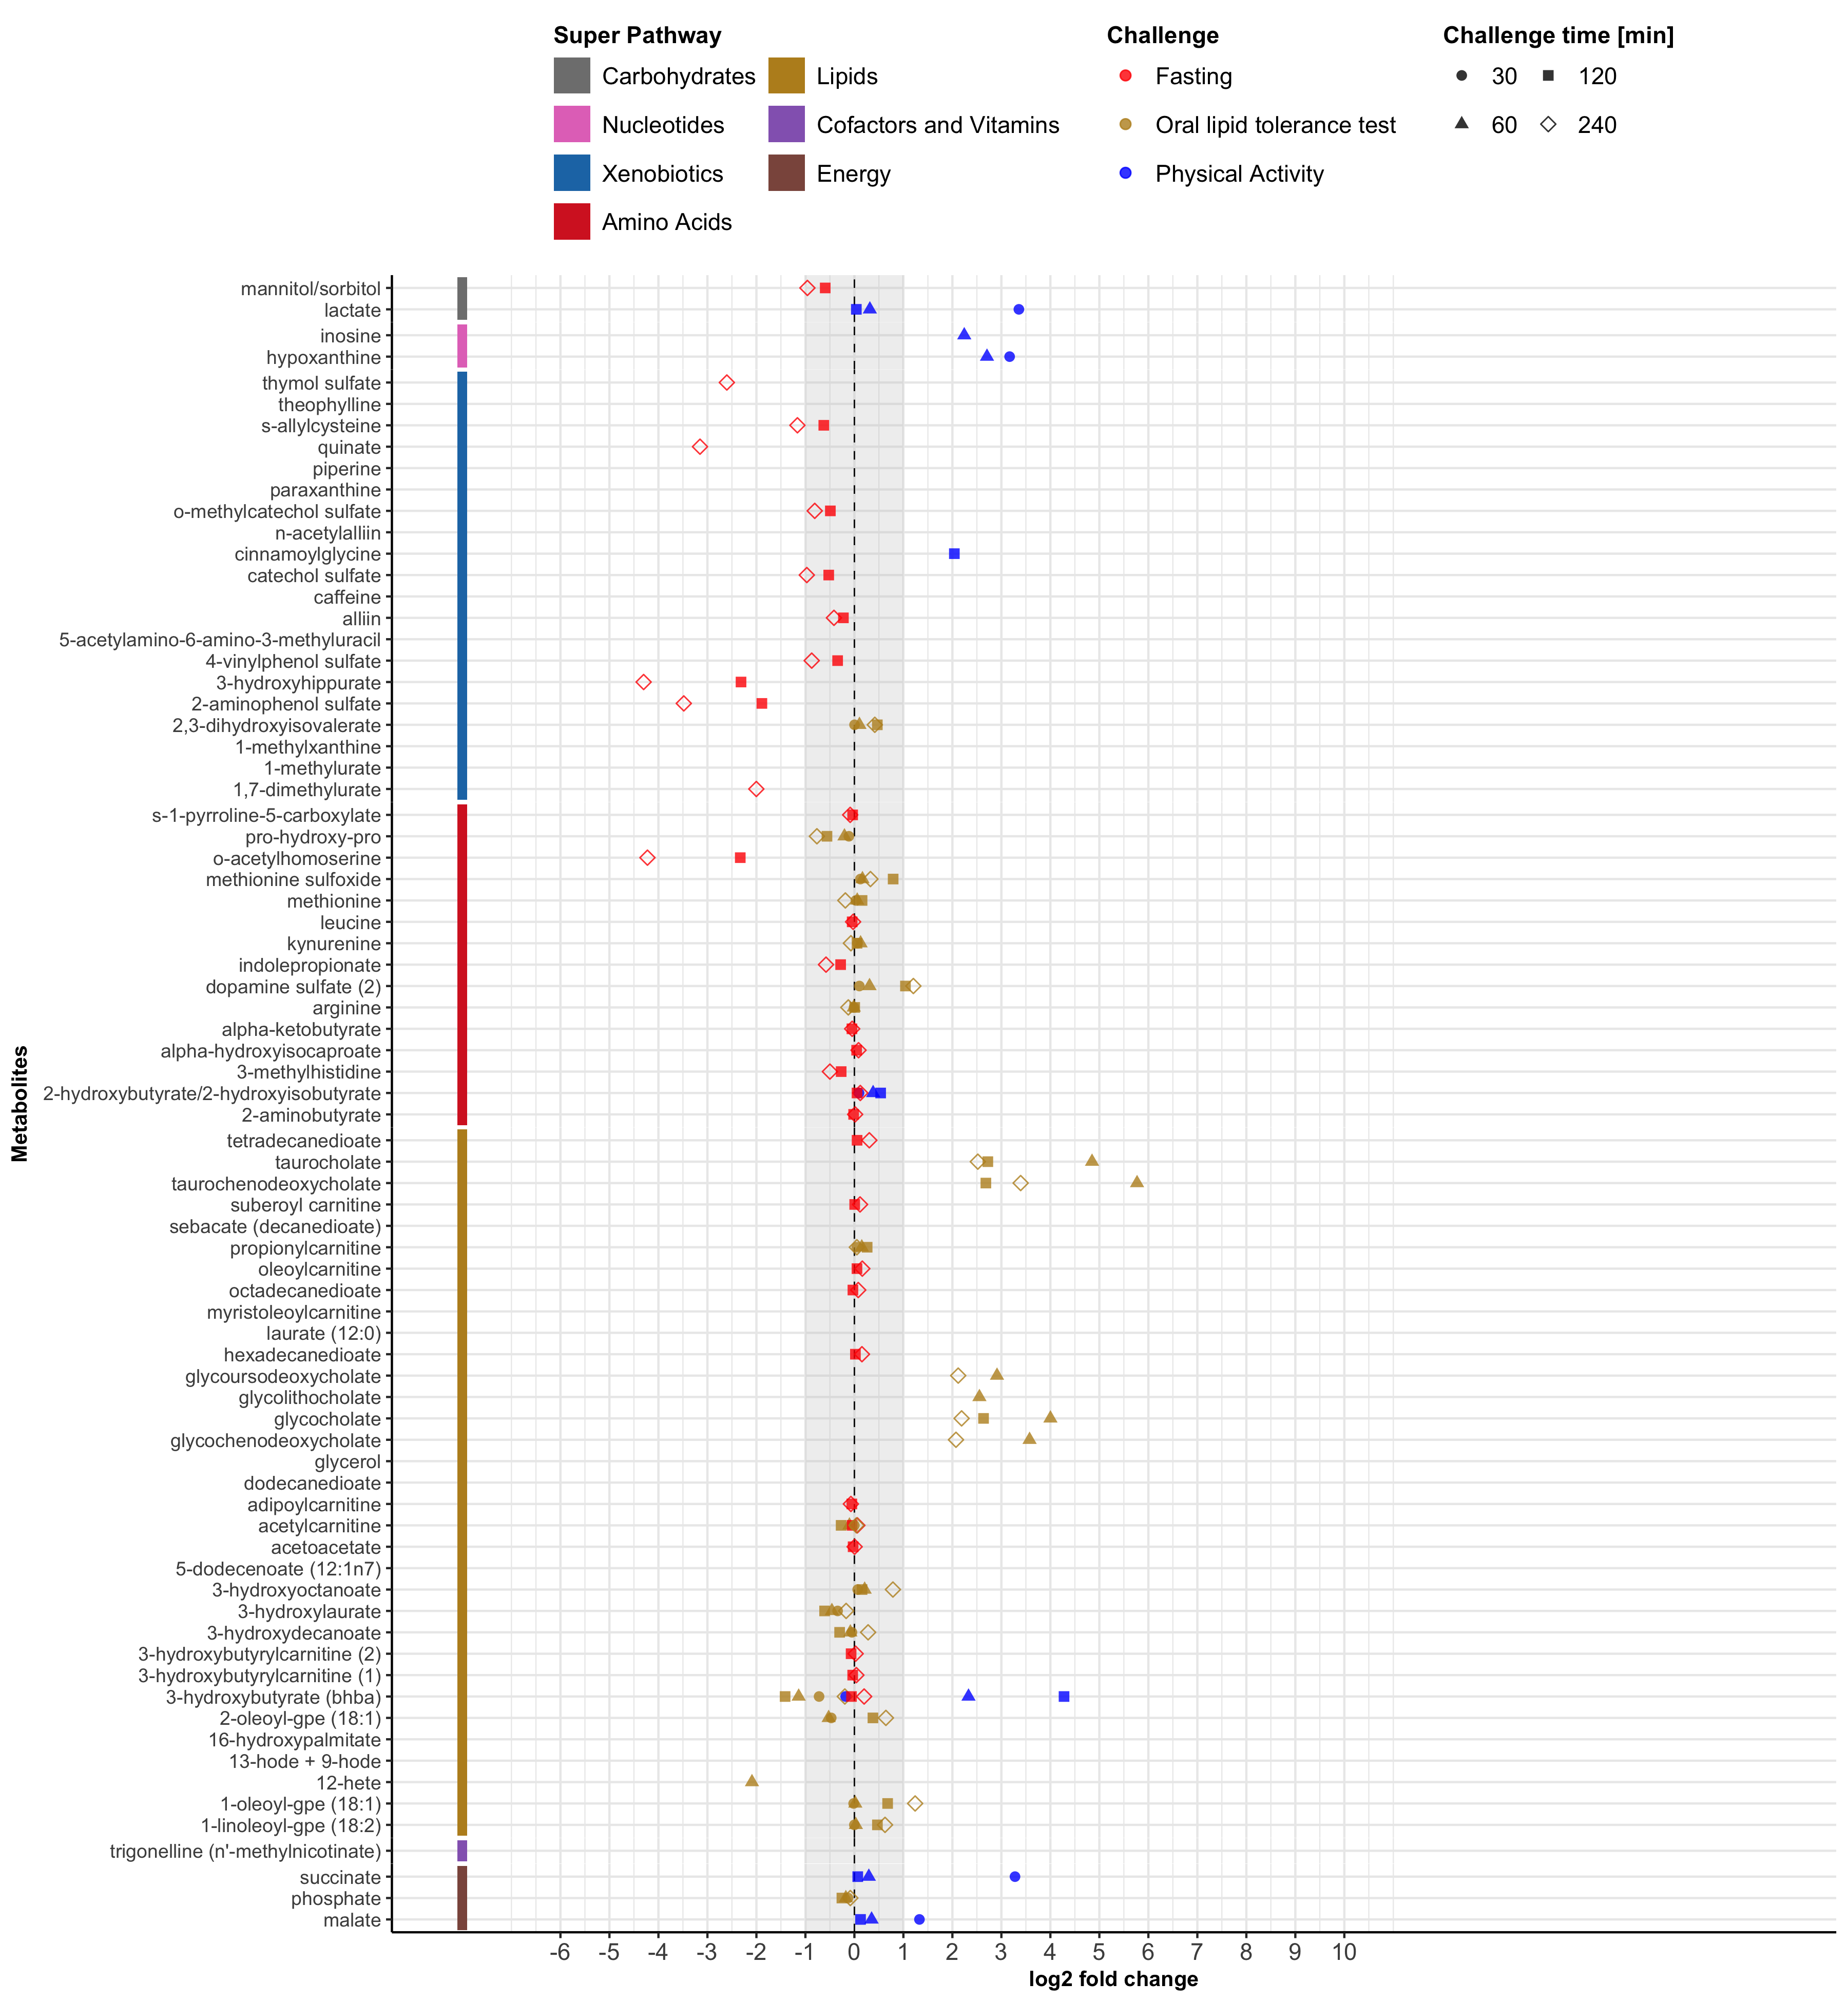 Super Pathway
Carbohydrates
Lipids
Nucleotides
Cofactors and Vitamins
Xenobiotics
Energy
Amino Acids
Challenge
Fasting
Oral lipid tolerance test
Physical Activity
Challenge time [min]
30
120
60
240
Metabolites
mannitol/sorbitol
lactate
inosine
hypoxanthine
thymol sulfate
theophylline
s-allylcysteine
quinate
piperine
paraxanthine
o-methylcatechol sulfate
n-acetylalliin
cinnamoylglycine
catechol sulfate
caffeine
alliin
5-acetylamino-6-amino-3-methyluracil
4-vinylphenol sulfate
3-hydroxyhippurate
2-aminophenol sulfate
2,3-dihydroxyisovalerate
1-methylxanthine
1-methylurate
1,7-dimethylurate
s-1-pyrroline-5-carboxylate
pro-hydroxy-pro
o-acetylhomoserine
methionine sulfoxide
methionine
leucine
kynurenine
indolepropionate
dopamine sulfate (2)
arginine
alpha-ketobutyrate
alpha-hydroxyisocaproate
3-methylhistidine
2-hydroxybutyrate/2-hydroxyisobutyrate
2-aminobutyrate
tetradecanedioate
taurocholate
taurochenodeoxycholate
suberoyl carnitine
sebacate (decanedioate)
propionylcarnitine
oleoylcarnitine
octadecanedioate
myristoleoylcarnitine
laurate (12:0)
hexadecanedioate
glycoursodeoxycholate
glycolithocholate
glycocholate
glycochenodeoxycholate
glycerol
dodecanedioate
adipoylcarnitine
acetylcarnitine
acetoacetate
5-dodecenoate (12:1n7)
3-hydroxyoctanoate
3-hydroxylaurate
3-hydroxydecanoate
3-hydroxybutyrylcarnitine (2)
3-hydroxybutyrylcarnitine (1)
3-hydroxybutyrate (bhba)
2-oleoyl-gpe (18:1)
16-hydroxypalmitate
13-hode + 9-hode
12-hete
1-oleoyl-gpe (18:1)
1-linoleoyl-gpe (18:2)
trigonelline (n'-methylnicotinate)
succinate
phosphate
malate
-6 -5 -4 -3 -2 -1 0 1 2 3 4 5 6 7 8 9 10
log2 fold change